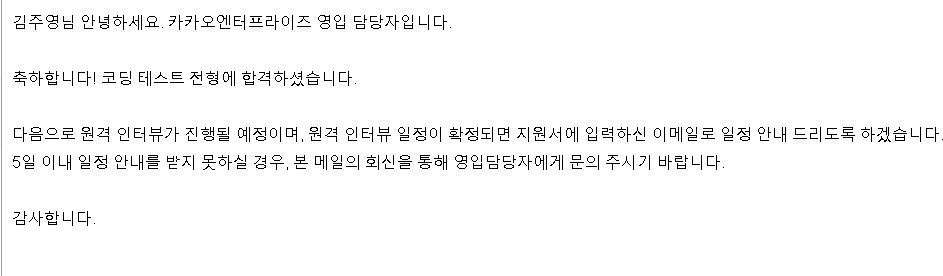 김주영님 안녕하세요. 카카오엔터프라이즈 영입 담당자입니다.
축하합니다! 코딩 테스트 전형에 합격하셨습니다.
다음으로 원격 인터뷰가 진행될 예정이며, 원격 인터뷰 일정이 확정되면 지원서에 입력하신 이메일로 일정 안내 드리도록 하겠습니다.
5일 이내 일정 안내를 받지 못하실 경우, 본 메일의 회신을 통해 영입담당자에게 문의 주시기 바랍니다.
감사합니다.